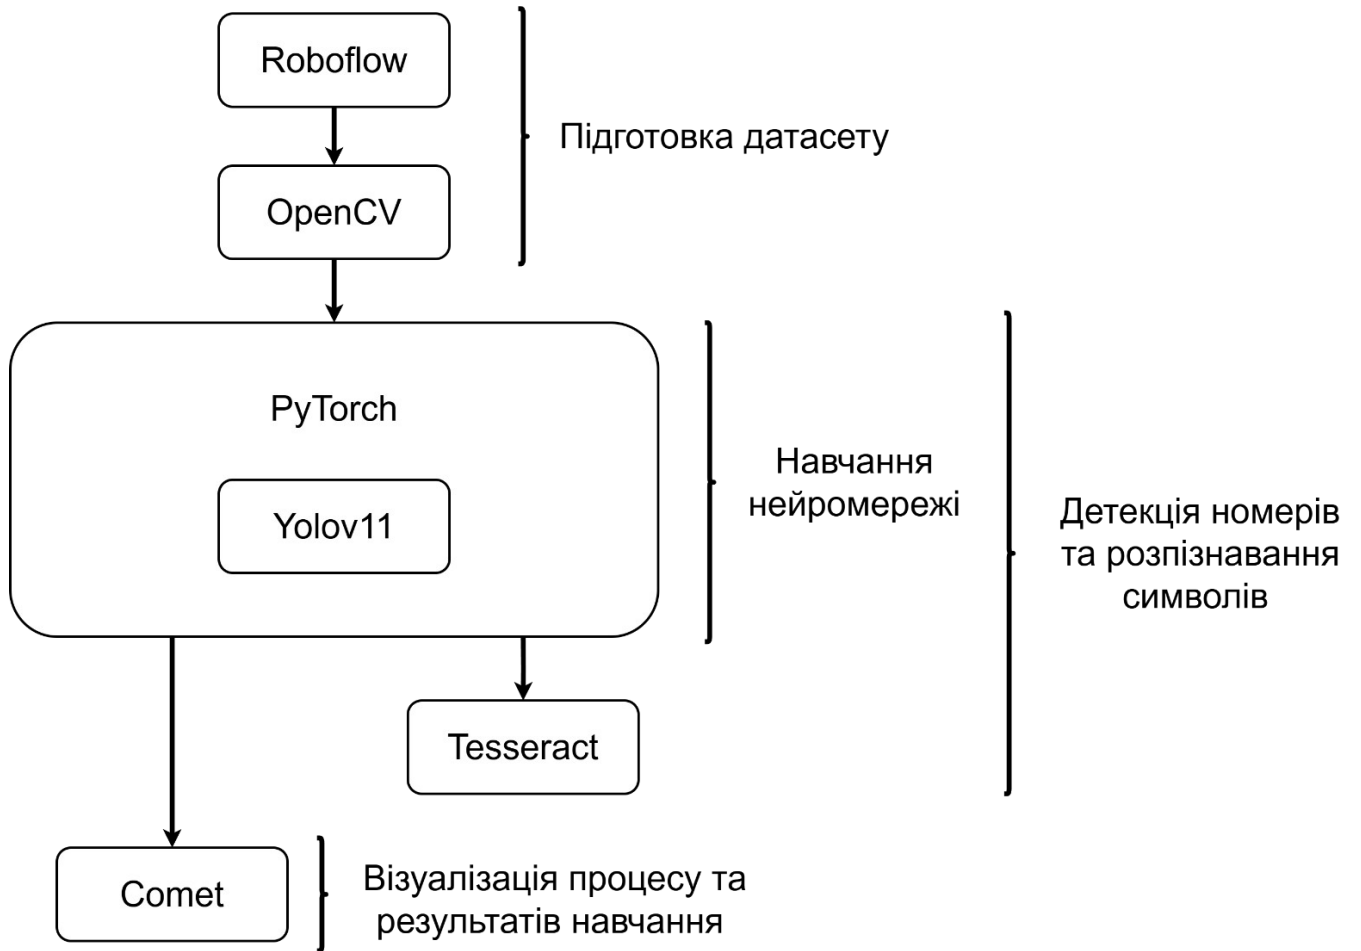 Roboflow
OpenCV
Підготовка датасету
PyTorch
Yolov11
Навчання
нейромережі
Детекція номерів
та розпізнавання
символів
Tesseract
Comet
Візуалізація процесу та
результатів навчання